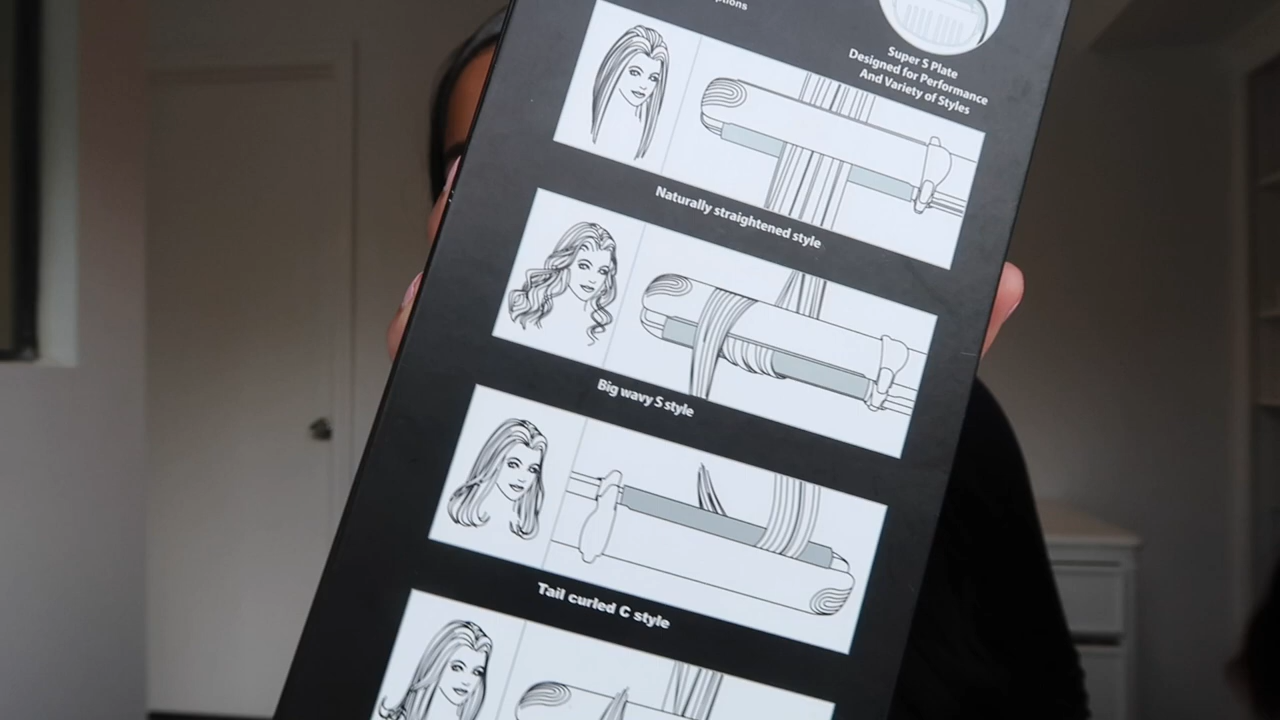 Super S Plate
Designed for Performance
And Variety of Styles
Naturally straightened style
Big wavy S style
Tail curled C style